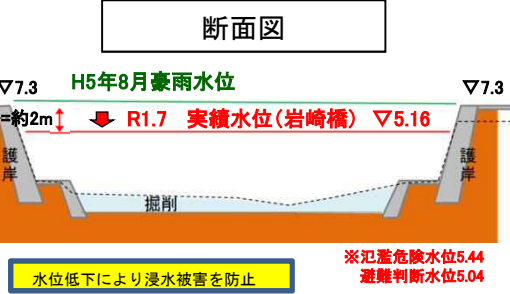 断面図
▽7.3
H5年8月豪雨水位
▽7.3
=約2m
R1.7 実績水位(岩崎橋) ▽5.16
護岸
護岸
掘削
※氾濫危険水位5.44
避難判断水位5.04
水位低下により浸水被害を防止